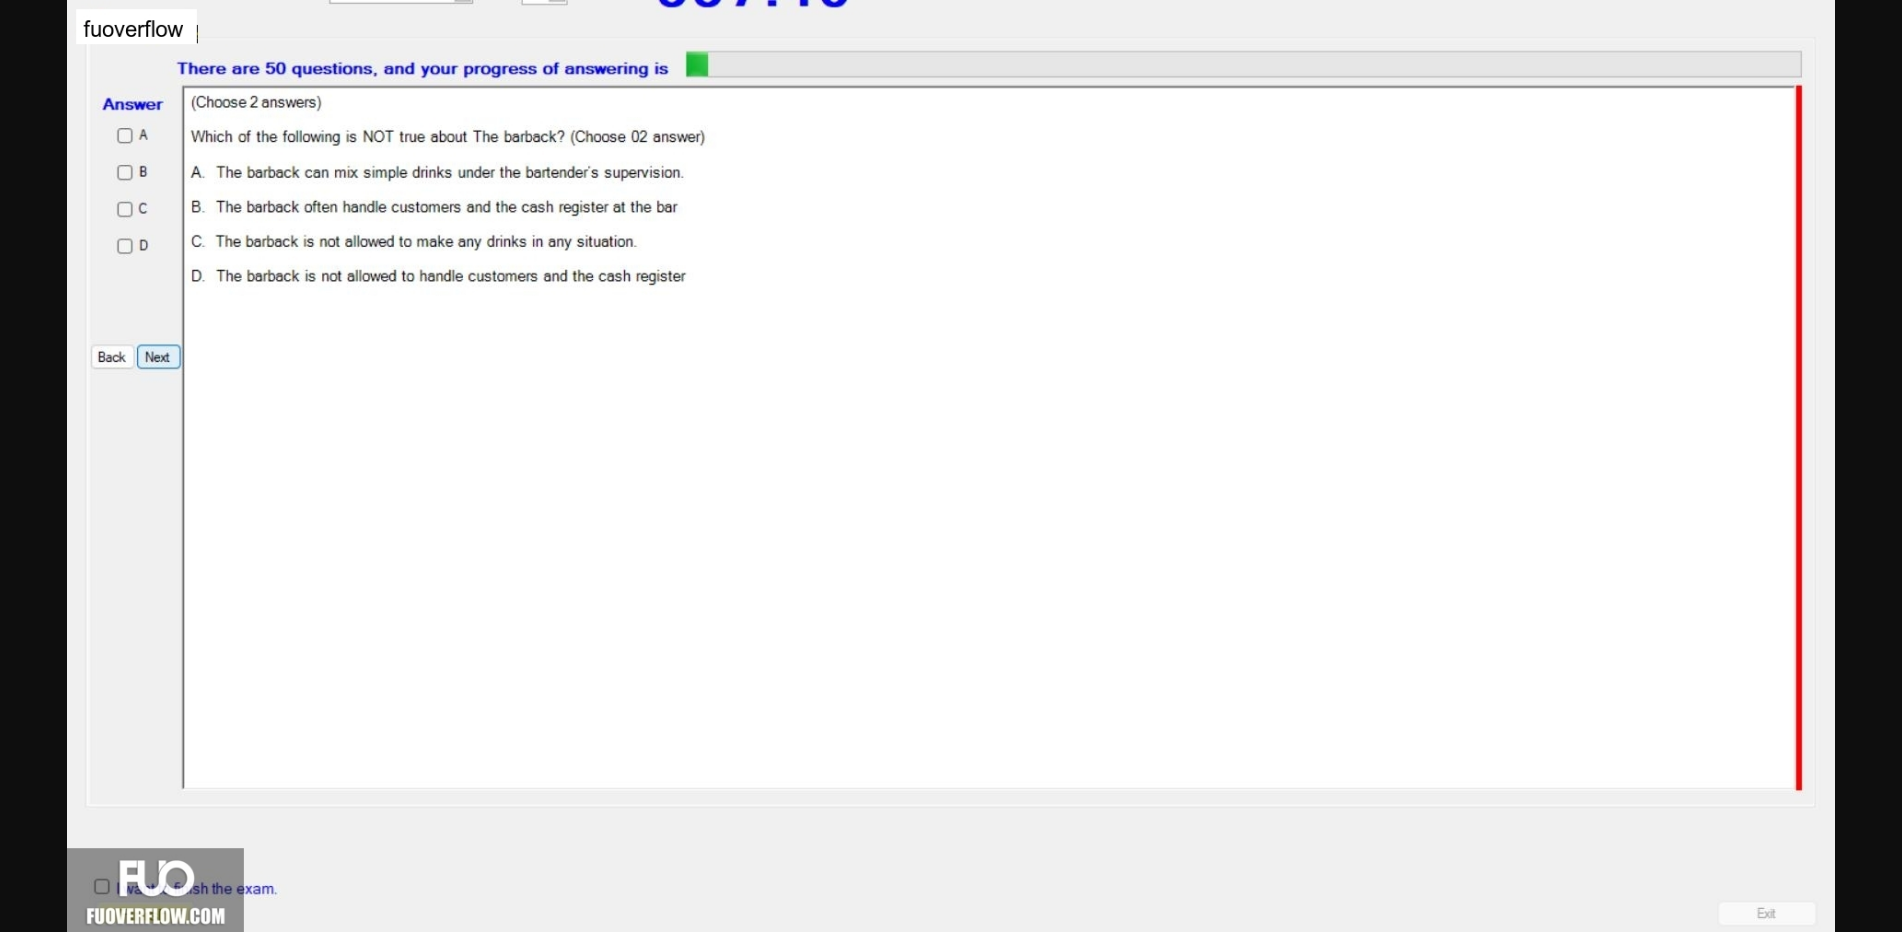 fuoverflow
There are 50 questions, and your progress of answering is
Answer
(Choose 2 answers)
A
Which of the following is NOT true about The barback? (Choose 02 answer)
B
A. The barback can mix simple drinks under the bartender's supervision.
C
B. The barback often handle customers and the cash register at the bar
D
C. The barback is not allowed to make any drinks in any situation.
D. The barback is not allowed to handle customers and the cash register
Back Next
FUO
I want finish the exam.
FUOVERFLOW.COM
Exit